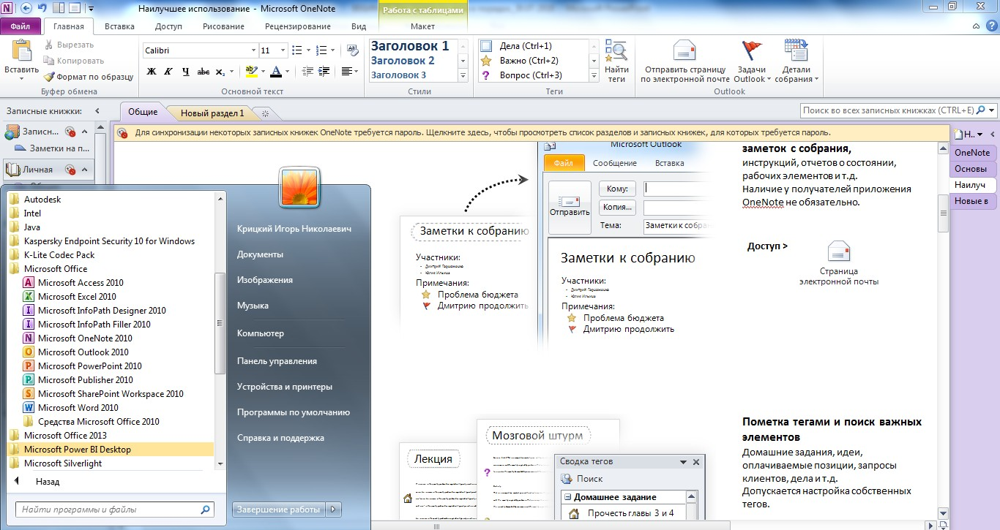 Наилучшее использование - Microsoft OneNote
Работа с таблицами
Файл
Главная
Вставка
Доступ
Рисование
Рецензирование
Вид
Макет
Вставить
Вырезать
Копировать
Формат по образцу
Буфер обмена
Calibri
11
Ж К Ч abc x₂ ab A
Основной текст
Заголовок 1
Заголовок 2
Заголовок 3
Стили
Дела (Ctrl+1)
Важно (Ctrl+2)
Вопрос (Ctrl+3)
Найти
теги
Теги
Отправить страницу
по электронной почте
Задачи
Outlook
Детали
собрания
Outlook
Записные книжки:
Общие
Новый раздел 1
Поиск во всех записных книжках (CTRL+E)
Записн...
Заметки на п...
Личная
Для синхронизации некоторых записных книжек OneNote требуется пароль. Щелкните здесь, чтобы просмотреть список разделов и записных книжек, для которых требуется пароль.
Н..
OneNote
Основы
Наилуч
Новые в
Autodesk
Intel
Java
Kaspersky Endpoint Security 10 for Windows
K-Lite Codec Pack
Microsoft Office
Microsoft Access 2010
Microsoft Excel 2010
Microsoft InfoPath Designer 2010
Microsoft InfoPath Filler 2010
Microsoft OneNote 2010
Microsoft Outlook 2010
Microsoft PowerPoint 2010
Microsoft Publisher 2010
Microsoft SharePoint Workspace 2010
Microsoft Word 2010
Средства Microsoft Office 2010
Microsoft Office 2013
Microsoft Power BI Desktop
Microsoft Silverlight
Назад
Найти программы и файлы
Крицкий Игорь Николаевич
Документы
Изображения
Музыка
Компьютер
Панель управления
Устройства и принтеры
Программы по умолчанию
Справка и поддержка
Завершение работы
Заметки к собранию
Участники:
Примечания:
Проблема бюджета
Дмитрию продолжить
Microsoft Outlook
Файл
Сообщение
Вставка
Отправить
Кому:
Копия...
Тема:
Заметки к собра
Заметки к собранию
Участники:
Примечания:
Проблема бюджета
Дмитрию продолжить
заметок с собрания,
инструкций, отчетов о состоянии,
рабочих элементов и т.д.
Наличие у получателей приложения
OneNote не обязательно.
Доступ >
Страница
электронной почты
Лекция
Мозговой штурм
Сводка тегов
Поиск
Домашнее задание
Прочесть главы 3 и 4
Пометка тегами и поиск важных
элементов
Домашние задания, идеи,
оплачиваемые позиции, запросы
клиентов, дела и т.д.
Допускается настройка собственных
тегов.